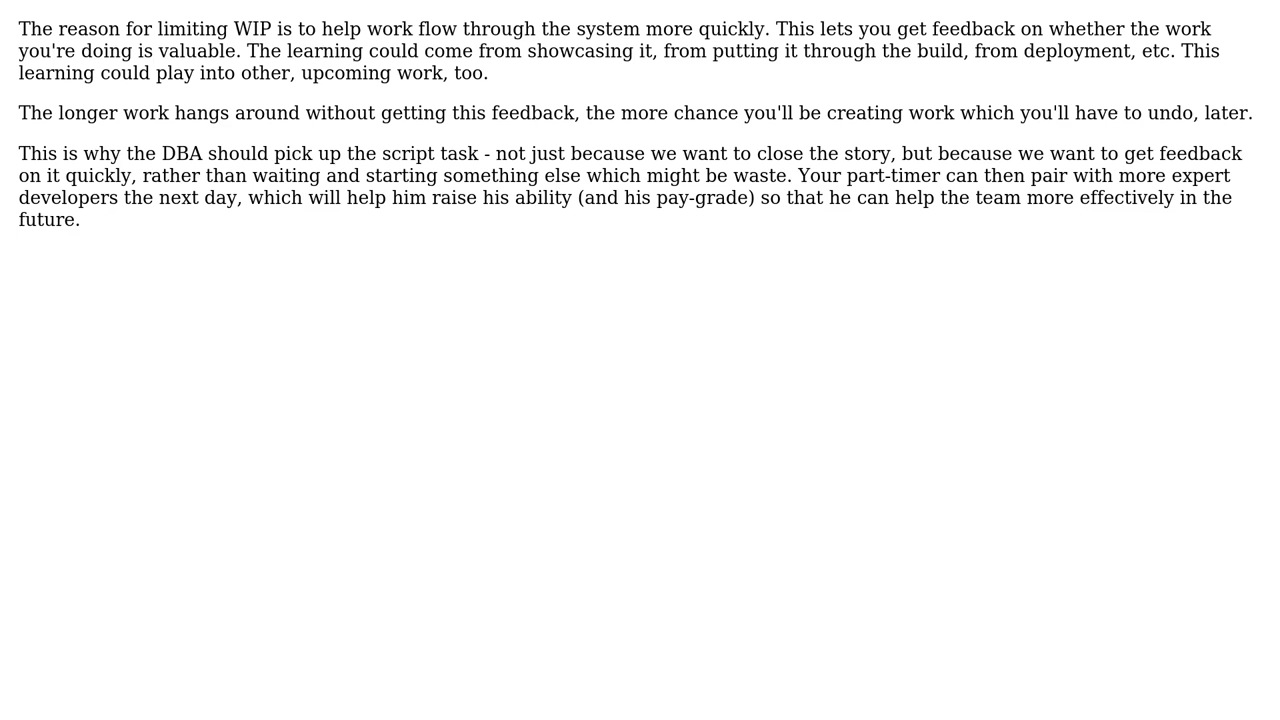 The reason for limiting WIP is to help work flow through the system more quickly. This lets you get feedback on whether the work
you're doing is valuable. The learning could come from showcasing it, from putting it through the build, from deployment, etc. This
learning could play into other, upcoming work, too.
The longer work hangs around without getting this feedback, the more chance you'll be creating work which you'll have to undo, later.
This is why the DBA should pick up the script task - not just because we want to close the story, but because we want to get feedback
on it quickly, rather than waiting and starting something else which might be waste. Your part-timer can then pair with more expert
developers the next day, which will help him raise his ability (and his pay-grade) so that he can help the team more effectively in the
future.